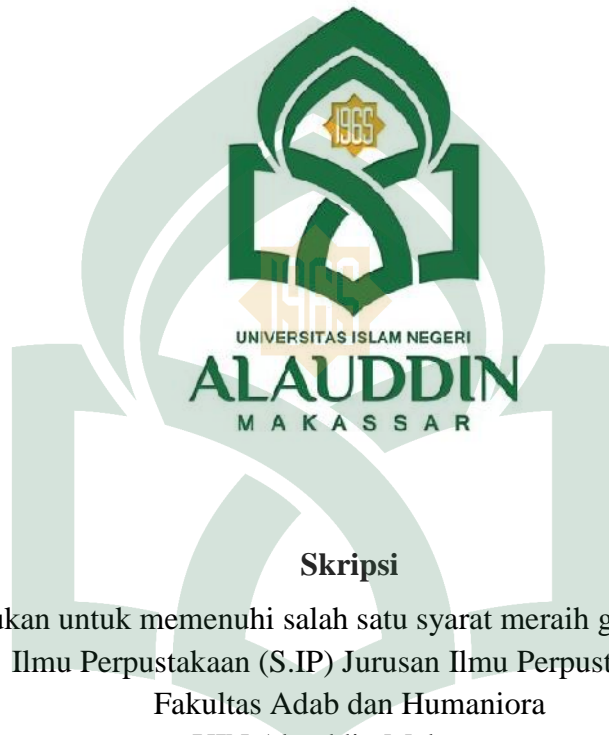 1965
UNIVERSITAS ISLAM NEGERI
ALAUDDIN
MAKASSAR
1965
Skripsi
untuk memenuhi salah satu syarat meraih
Ilmu Perpustakaan (S.IP) Jurusan Ilmu
Fakultas Adab dan Humaniora